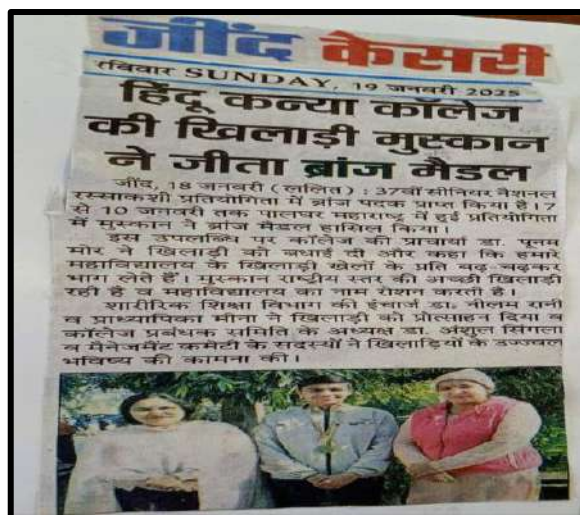 जींद केसरी
रबिवार SUNDAY, 19 जनवरी 2025
हिंदू कन्या कॉलेज
की खिलाड़ी मुस्कान
ने जीता ब्रांज मैडल
जींद, 18 जनवरी (ललित) : 37वीं सीनियर नैशनल
रस्साकशी प्रतियोगिता में ब्रांज पदक प्राप्त किया है। 7
से 10 जनवरी तक पालघर महाराष्ट्र में हुई प्रतियोगिता
में मुस्कान ने ब्रांज मैडल हासिल किया।
इस उपलब्धि पर कॉलेज की प्राचार्या डा. पूनम
मोर ने खिलाड़ी को बधाई दी और कहा कि हमारे
महाविद्यालय के खिलाड़ी खेलों के प्रति बढ़-चढ़कर
भाग लेते हैं। मुस्कान राष्ट्रीय स्तर की अच्छी खिलाड़ी
रही है व महाविद्यालय का नाम रोशन करती है।
शारीरिक शिक्षा विभाग की इंचार्ज डा. नीलम रानी
व प्राध्यापिका मीना ने खिलाड़ी को प्रोत्साहन दिया व
कॉलेज प्रबंधक समिति के अध्यक्ष डा. अंशुल सिंगला
व मैनेजमैंट कमेटी के सदस्यों ने खिलाड़ियों के उज्ज्वल
भविष्य की कामना की।